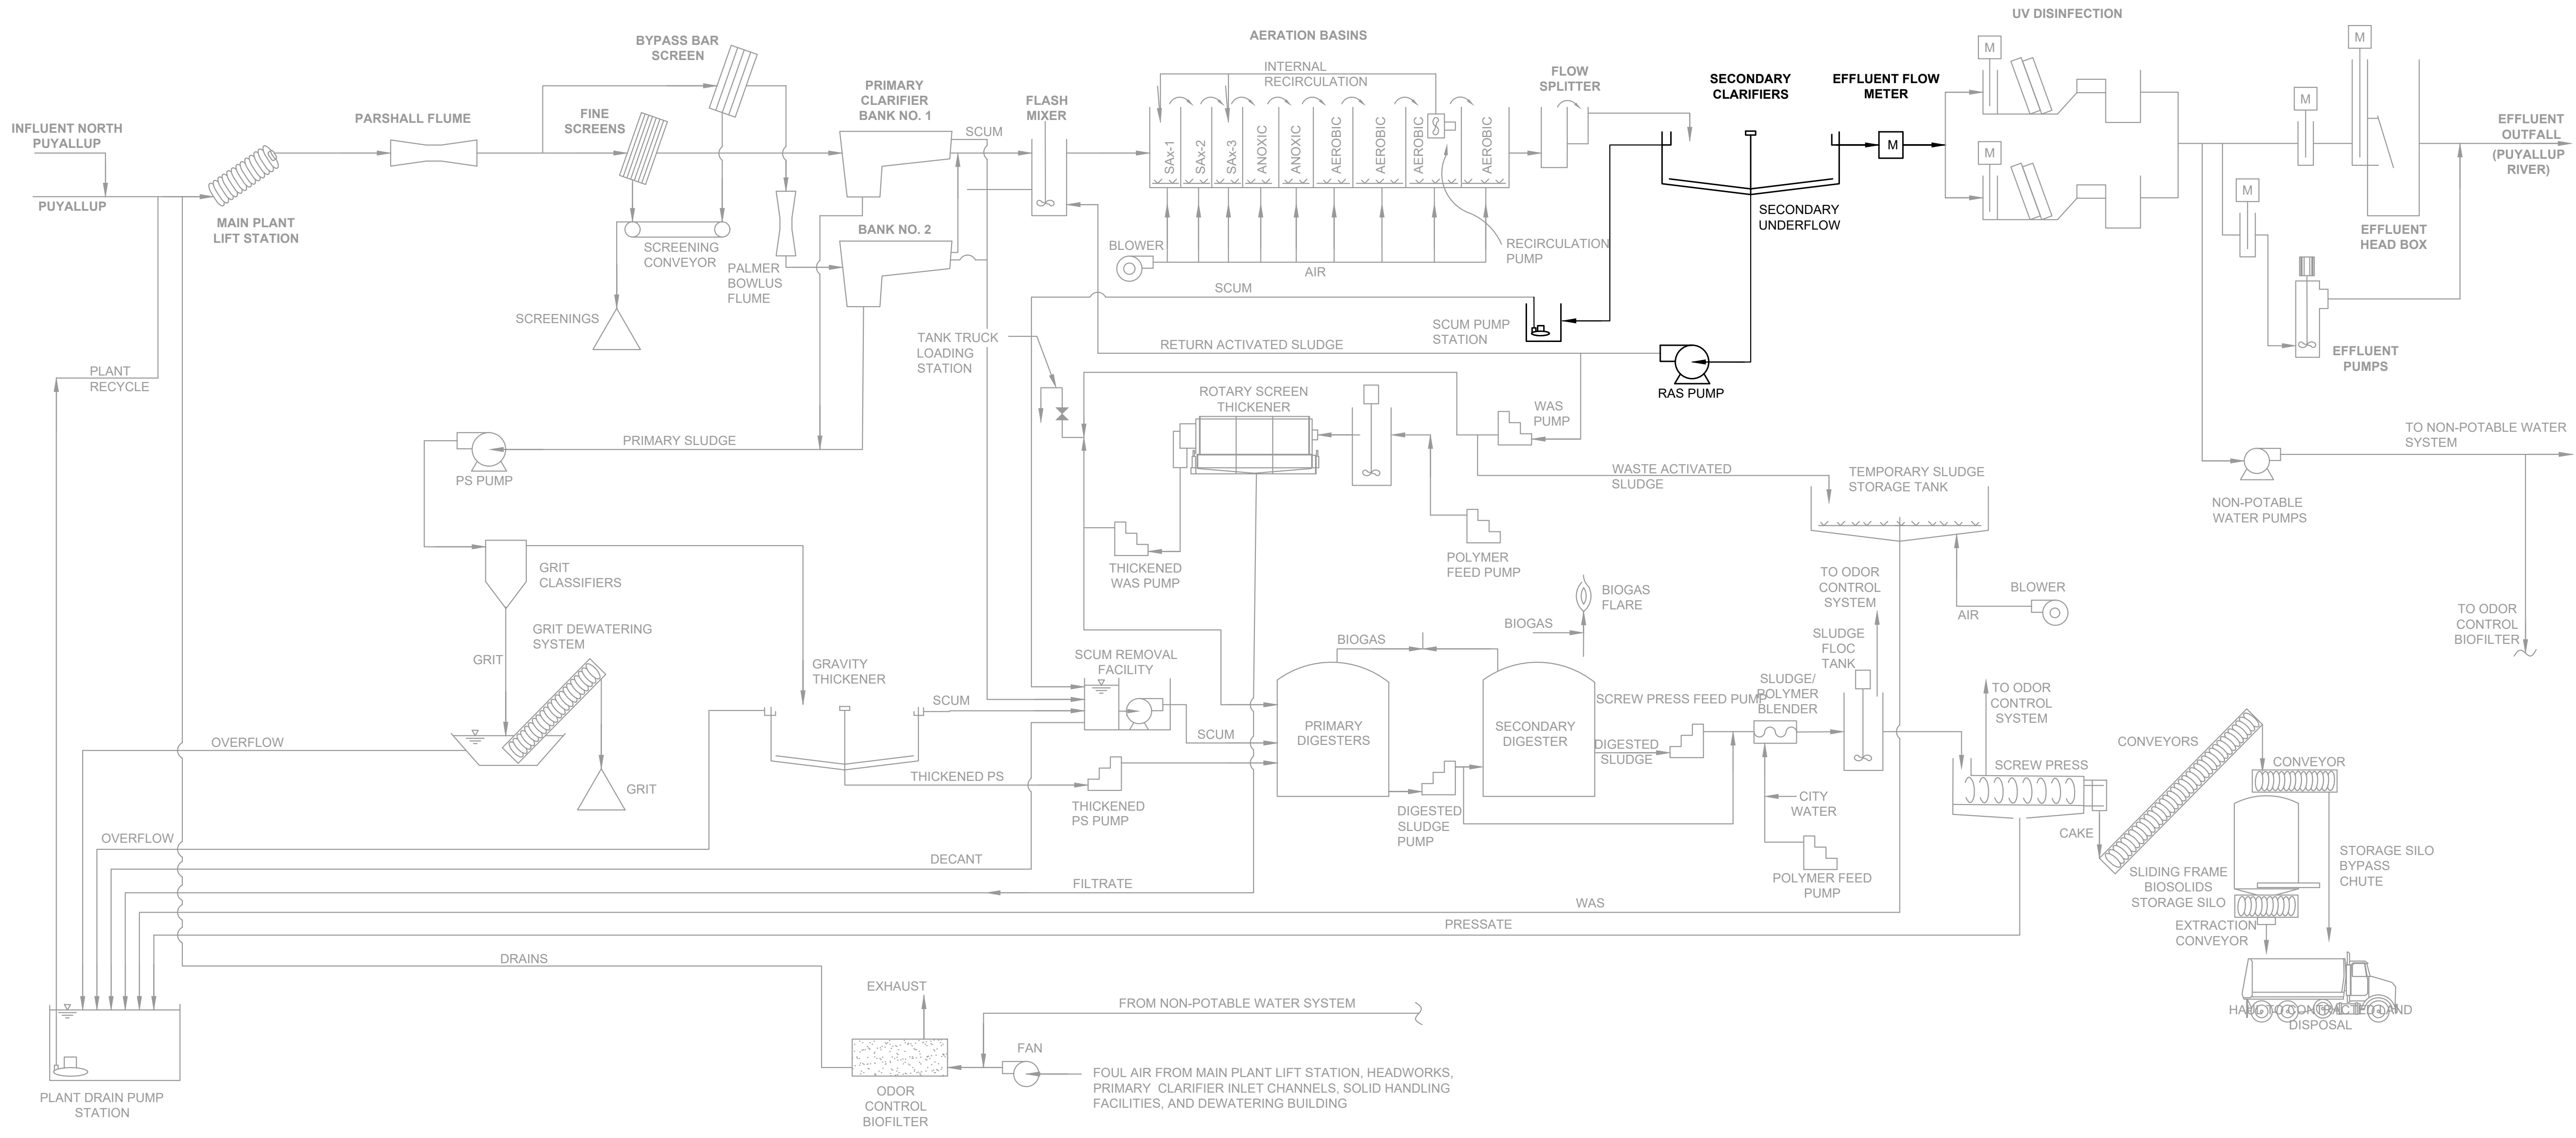 UV DISINFECTION
AERATION BASINS
BYPASS BAR
SCREEN
INTERNAL
RECIRCULATION
FLOW
SPLITTER
SECONDARY
CLARIFIERS
EFFLUENT FLOW
METER
M
M
M
M
M
M
PRIMARY
CLARIFIER
BANK NO. 1
FLASH
MIXER
PARSHALL FLUME
FINE
SCREENS
SCUM
INFLUENT NORTH
PUYALLUP
PUYALLUP
MAIN PLANT
LIFT STATION
SAx-1
SAx-2
SAx-3
ANOXIC
ANOXIC
AEROBIC
AEROBIC
AEROBIC
AEROBIC
EFFLUENT
OUTFALL
(PUYALLUP
RIVER)
SCREENING
CONVEYOR
PALMER
BOWLUS
FLUME
BANK NO. 2
BLOWER
AIR
RECIRCULATION
PUMP
SECONDARY
UNDERFLOW
EFFLUENT
HEAD BOX
SCREENINGS
SCUM
SCUM PUMP
STATION
TANK TRUCK
LOADING
STATION
RETURN ACTIVATED SLUDGE
RAS PUMP
EFFLUENT
PUMPS
PLANT
RECYCLE
ROTARY SCREEN
THICKENER
WAS
PUMP
PRIMARY SLUDGE
PS PUMP
WASTE ACTIVATED
SLUDGE
TEMPORARY SLUDGE
STORAGE TANK
TO NON-POTABLE WATER
SYSTEM
NON-POTABLE
WATER PUMPS
GRIT
CLASSIFIERS
THICKENED
WAS PUMP
POLYMER
FEED PUMP
BIOGAS
FLARE
BIOGAS
TO ODOR
CONTROL
SYSTEM
BLOWER
AIR
TO ODOR
CONTROL
BIOFILTER
GRIT DEWATERING
SYSTEM
GRIT
GRAVITY
THICKENER
SCUM
SCUM REMOVAL
FACILITY
BIOGAS
SLUDGE
FLOC
TANK
SLUDGE/
POLYMER
BLENDER
SCREW PRESS FEED PUMP
TO ODOR
CONTROL
SYSTEM
SCUM
PRIMARY
DIGESTERS
SECONDARY
DIGESTER
DIGESTED
SLUDGE
OVERFLOW
GRIT
THICKENED PS
THICKENED
PS PUMP
DIGESTED
SLUDGE
PUMP
CITY
WATER
SCREW PRESS
CONVEYORS
CONVEYOR
CAKE
OVERFLOW
DECANT
FILTRATE
POLYMER FEED
PUMP
SLIDING FRAME
BIOSOLIDS
STORAGE SILO
STORAGE SILO
BYPASS
CHUTE
WAS
PRESSATE
EXTRACTION
CONVEYOR
DRAINS
EXHAUST
FROM NON-POTABLE WATER SYSTEM
HAUL TO CONTRACTED LAND
DISPOSAL
FAN
FOUL AIR FROM MAIN PLANT LIFT STATION, HEADWORKS,
PRIMARY CLARIFIER INLET CHANNELS, SOLID HANDLING
FACILITIES, AND DEWATERING BUILDING
PLANT DRAIN PUMP
STATION
ODOR
CONTROL
BIOFILTER